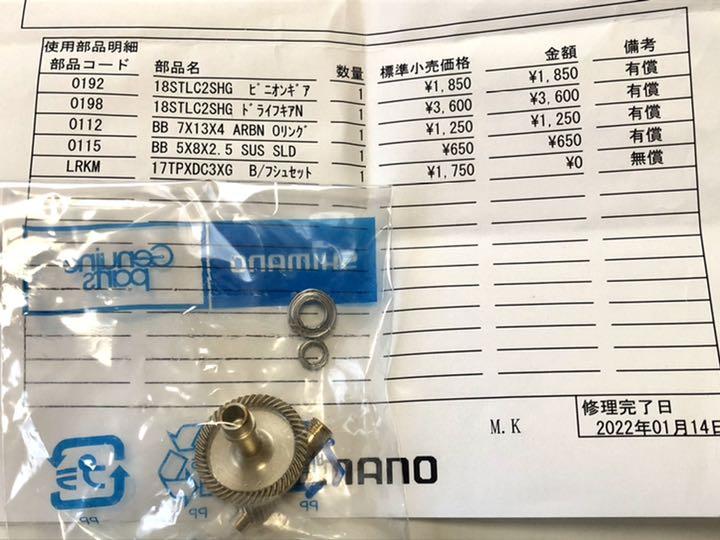 使用部品明細
部品コード 部品名 数量 標準小売価格 金額 備考
0192 18STLC2SHG ピニオンギア 1 ¥1,850 ¥1,850 有償
0198 18STLC2SHG ドライブギアN 1 ¥3,600 ¥3,600 有償
0112 BB 7X13X4 ARBN Oリング 1 ¥1,250 ¥1,250 有償
0115 BB 5X8X2.5 SUS SLD 1 ¥650 ¥650 有償
LRKM 17TPXDC3XG B/フシュセット 1 ¥1,750 ¥0 無償
Genuine
parts
SHIMANO
M.K
修理完了日
2022年01月14日
プラ
PP
PP
PP
MANO